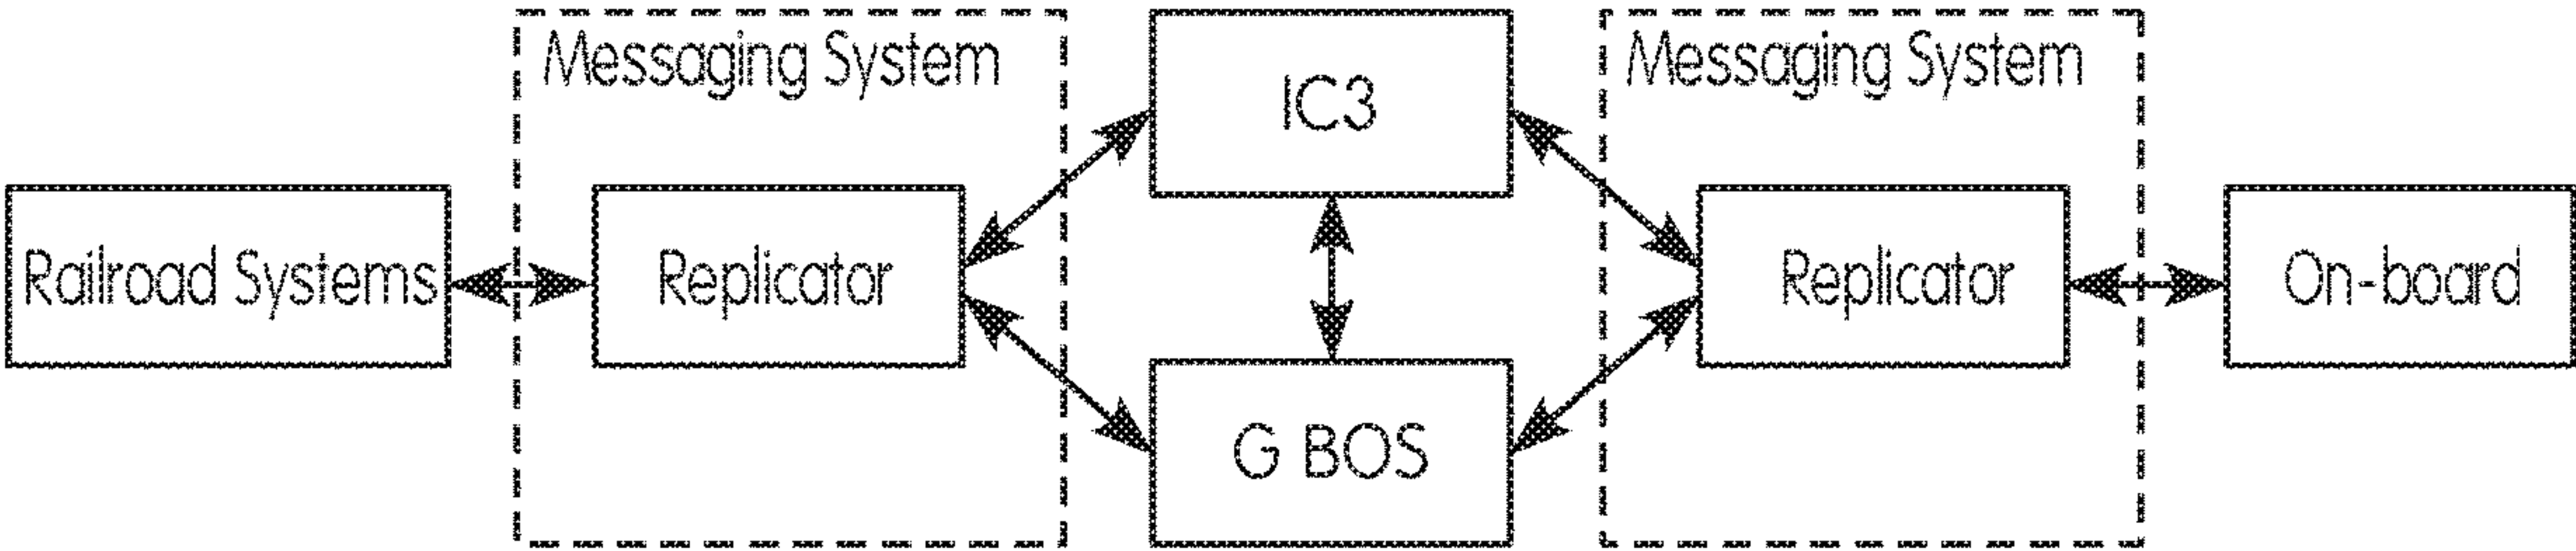 Messaging System
IC3
Messaging System
Railroad Systems
Replicator
Replicator
On-board
G BOS